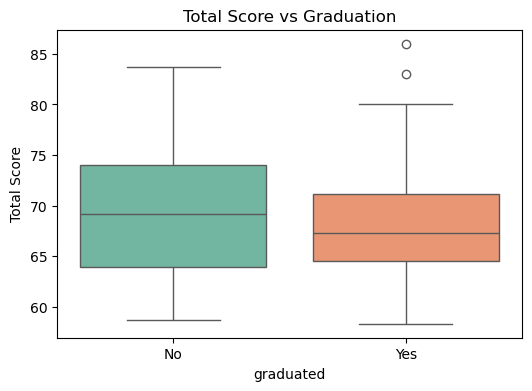 Total Score vs Graduation
Total Score
85
80
75
70
65
60
No
Yes
graduated